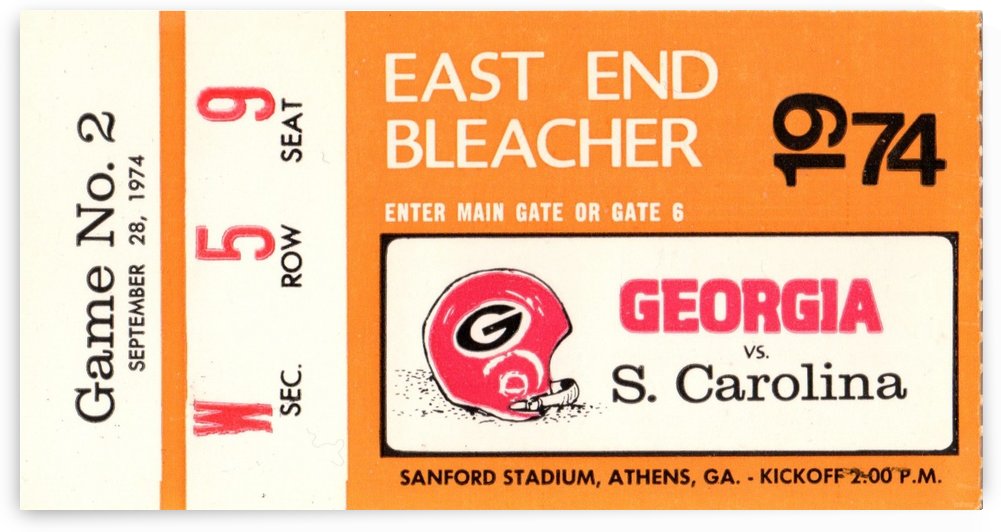 Game No. 2
SEPTEMBER 28, 1974
W 5 9
SEC. ROW SEAT
EAST END
BLEACHER
1974
ENTER MAIN GATE OR GATE 6
G
GEORGIA
VS.
S. Carolina
SANFORD STADIUM, ATHENS, GA. - KICKOFF 2:00 P.M.